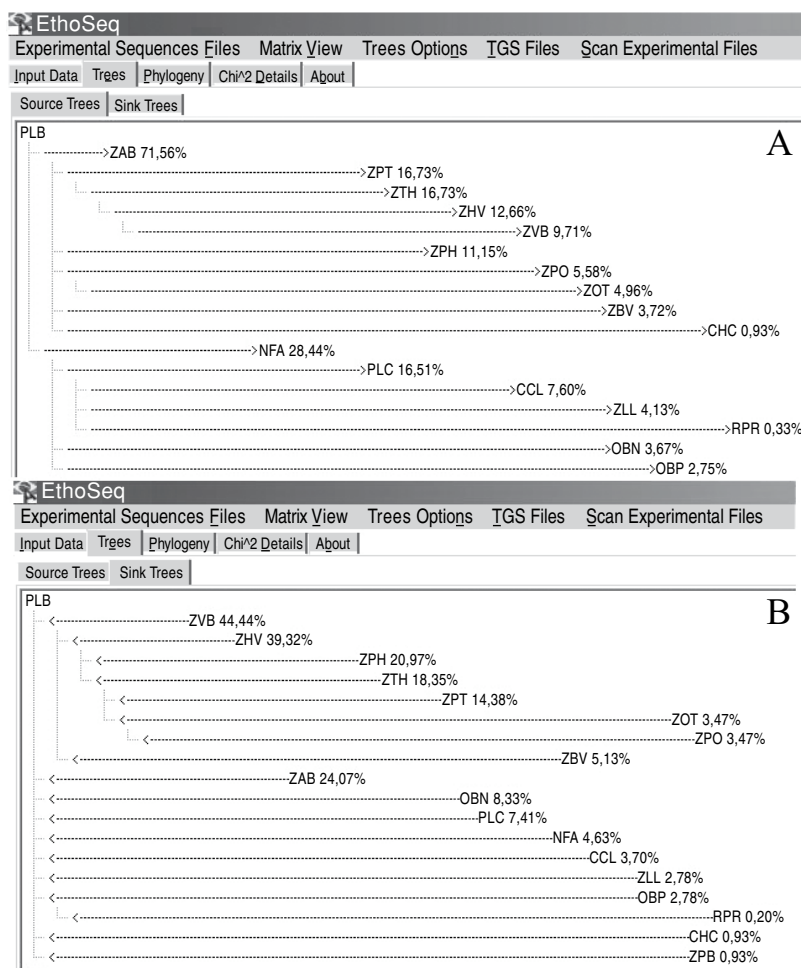 EthoSeq
Experimental Sequences Files Matrix View Trees Options TGS Files Scan Experimental Files
Input Data Trees Phylogeny Chi^2 Details About
Source Trees Sink Trees
PLB
A
ZAB 71,56%
ZPT 16,73%
ZTH 16,73%
ZHV 12,66%
ZVB 9,71%
ZPH 11,15%
ZPO 5,58%
ZOT 4,96%
ZBV 3,72%
CHC 0,93%
NFA 28,44%
PLC 16,51%
CCL 7,60%
ZLL 4,13%
RPR 0,33%
OBN 3,67%
OBP 2,75%
EthoSeq
Experimental Sequences Files Matrix View Trees Options TGS Files Scan Experimental Files
Input Data Trees Phylogeny Chi^2 Details About
Source Trees Sink Trees
PLB
B
ZVB 44,44%
ZHV 39,32%
ZPH 20,97%
ZTH 18,35%
ZPT 14,38%
ZOT 3,47%
ZPO 3,47%
ZBV 5,13%
ZAB 24,07%
OBN 8,33%
PLC 7,41%
NFA 4,63%
CCL 3,70%
ZLL 2,78%
OBP 2,78%
RPR 0,20%
CHC 0,93%
ZPB 0,93%